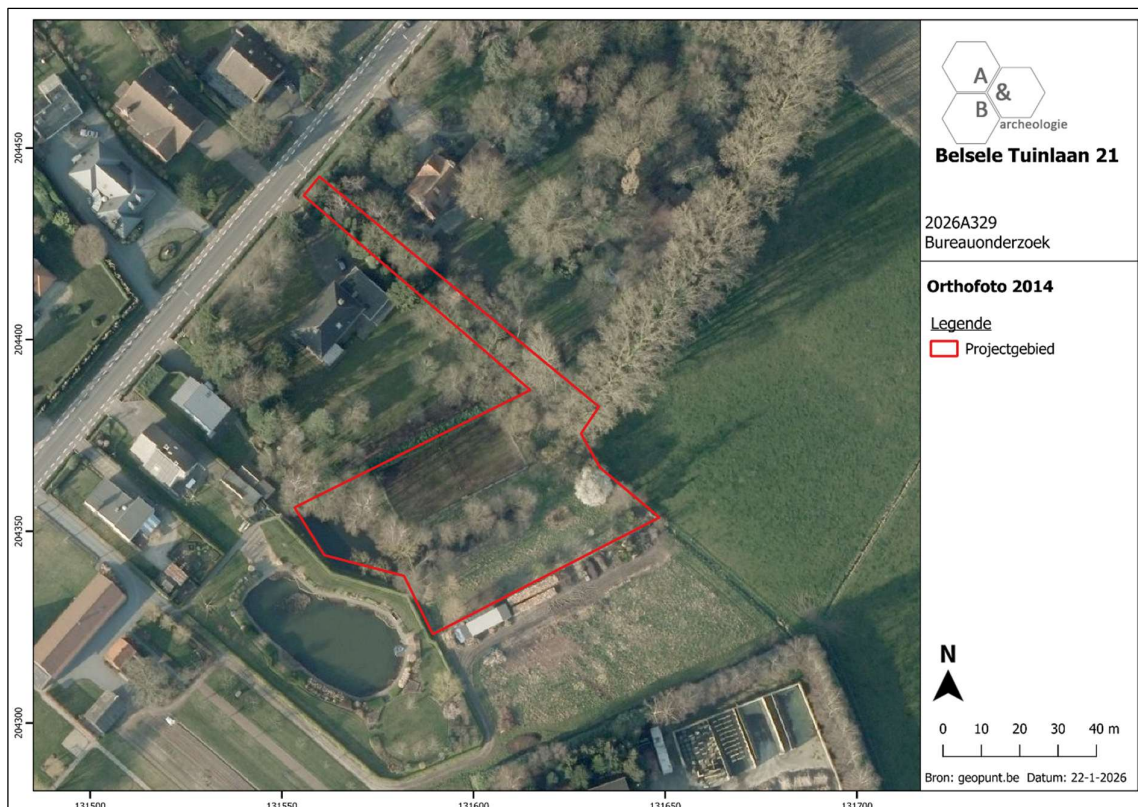 A
&
B
archeologie
Belsele Tuinlaan 21
2026A329
Bureauonderzoek
Orthofoto 2014
Legende
Projectgebied
N
0 10 20 30 40 m
Bron: geopunt.be Datum: 22-1-2026
204450
204400
204350
204300
131500 131550 131600 131650 131700